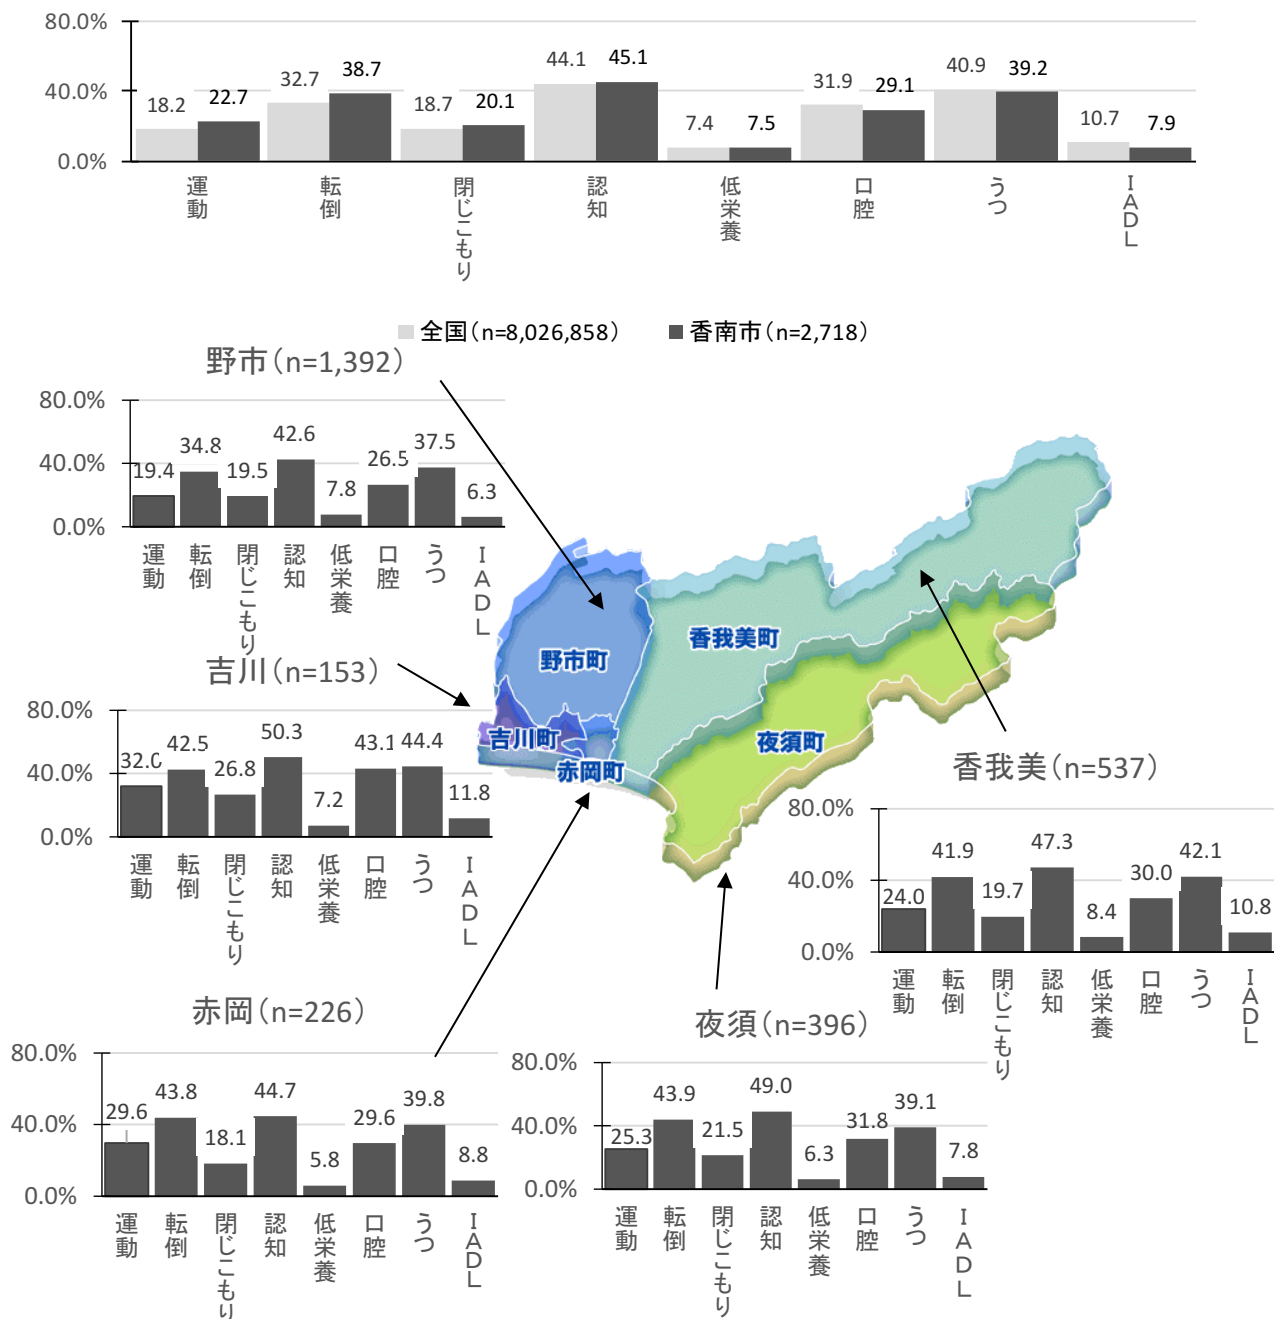 80.0%
40.0%
0.0%
18.2 22.7 32.7 38.7 18.7 20.1 44.1 45.1 7.4 7.5 31.9 29.1 40.9 39.2 10.7 7.9
運動 転倒 閉じこもり 認知 低栄養 口腔 うつ IADL
全国(n=8,026,858) 香南市(n=2,718)
野市(n=1,392)
80.0%
40.0%
0.0%
19.4 34.8 19.5 42.6 7.8 26.5 37.5 6.3
運動 転倒 閉じこもり 認知 低栄養 口腔 うつ IADL
吉川(n=153)
80.0%
40.0%
0.0%
32.0 42.5 26.8 50.3 7.2 43.1 44.4 11.8
運動 転倒 閉じこもり 認知 低栄養 口腔 うつ IADL
香我美町
野市町
吉川町
赤岡町
夜須町
香我美(n=537)
80.0%
40.0%
0.0%
24.0 41.9 19.7 47.3 8.4 30.0 42.1 10.8
運動 転倒 閉じこもり 認知 低栄養 口腔 うつ IADL
赤岡(n=226)
80.0%
40.0%
0.0%
29.6 43.8 18.1 44.7 5.8 29.6 39.8 8.8
運動 転倒 閉じこもり 認知 低栄養 口腔 うつ IADL
夜須(n=396)
80.0%
40.0%
0.0%
25.3 43.9 21.5 49.0 6.3 31.8 39.1 7.8
運動 転倒 閉じこもり 認知 低栄養 口腔 うつ IADL